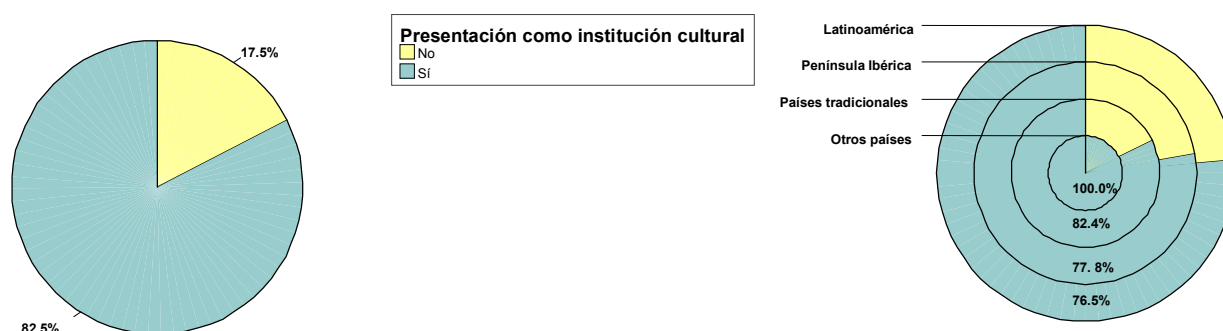 17.5%
82.5%
Presentación como institución cultural
No
Sí
Latinoamérica
Península Ibérica
Países tradicionales
Otros países
100.0%
82.4%
77. 8%
76.5%